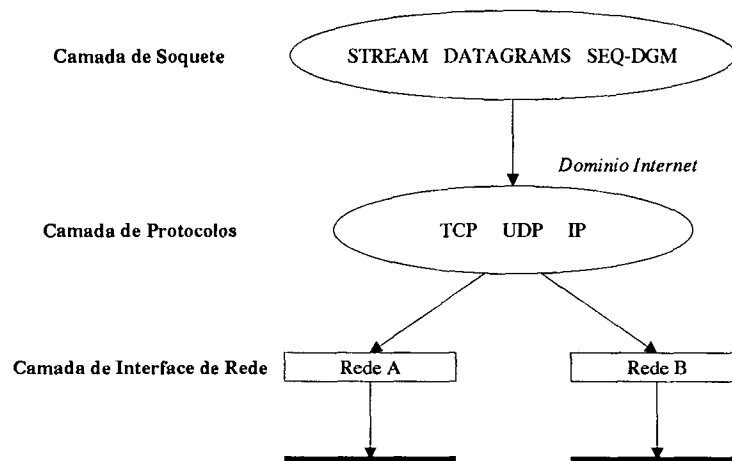 Camada de Soquete
STREAM DATAGRAMS SEQ-DGM
Dominio Internet
Camada de Protocolos
TCP UDP IP
Camada de Interface de Rede
Rede A
Rede B